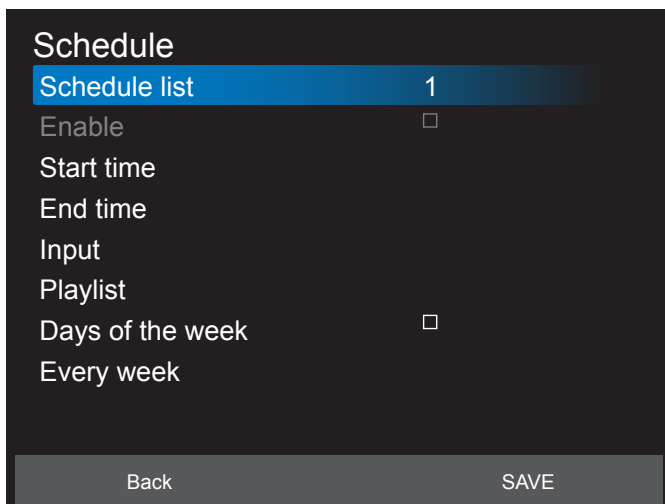 Schedule
Schedule list 1
Enable
Start time
End time
Input
Playlist
Days of the week
Every week
Back SAVE